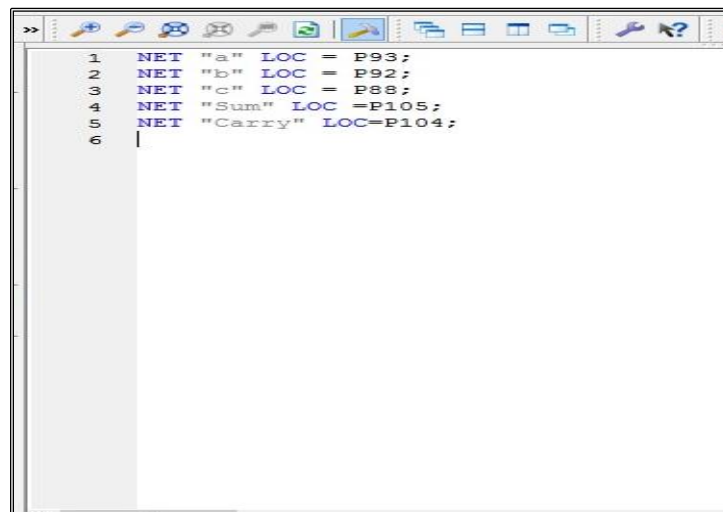 1 NET "a" LOC = P93;
2 NET "b" LOC = P92;
3 NET "c" LOC = P88;
4 NET "Sum" LOC =P105;
5 NET "Carry" LOC=P104;
6